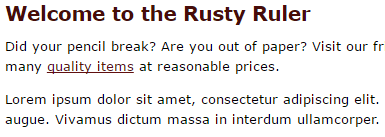 Welcome to the Rusty Ruler
Did your pencil break? Are you out of paper? Visit our fr
many quality items at reasonable prices.
Lorem ipsum dolor sit amet, consectetur adipiscing elit.
augue. Vivamus dictum massa in interdum ullamcorper.